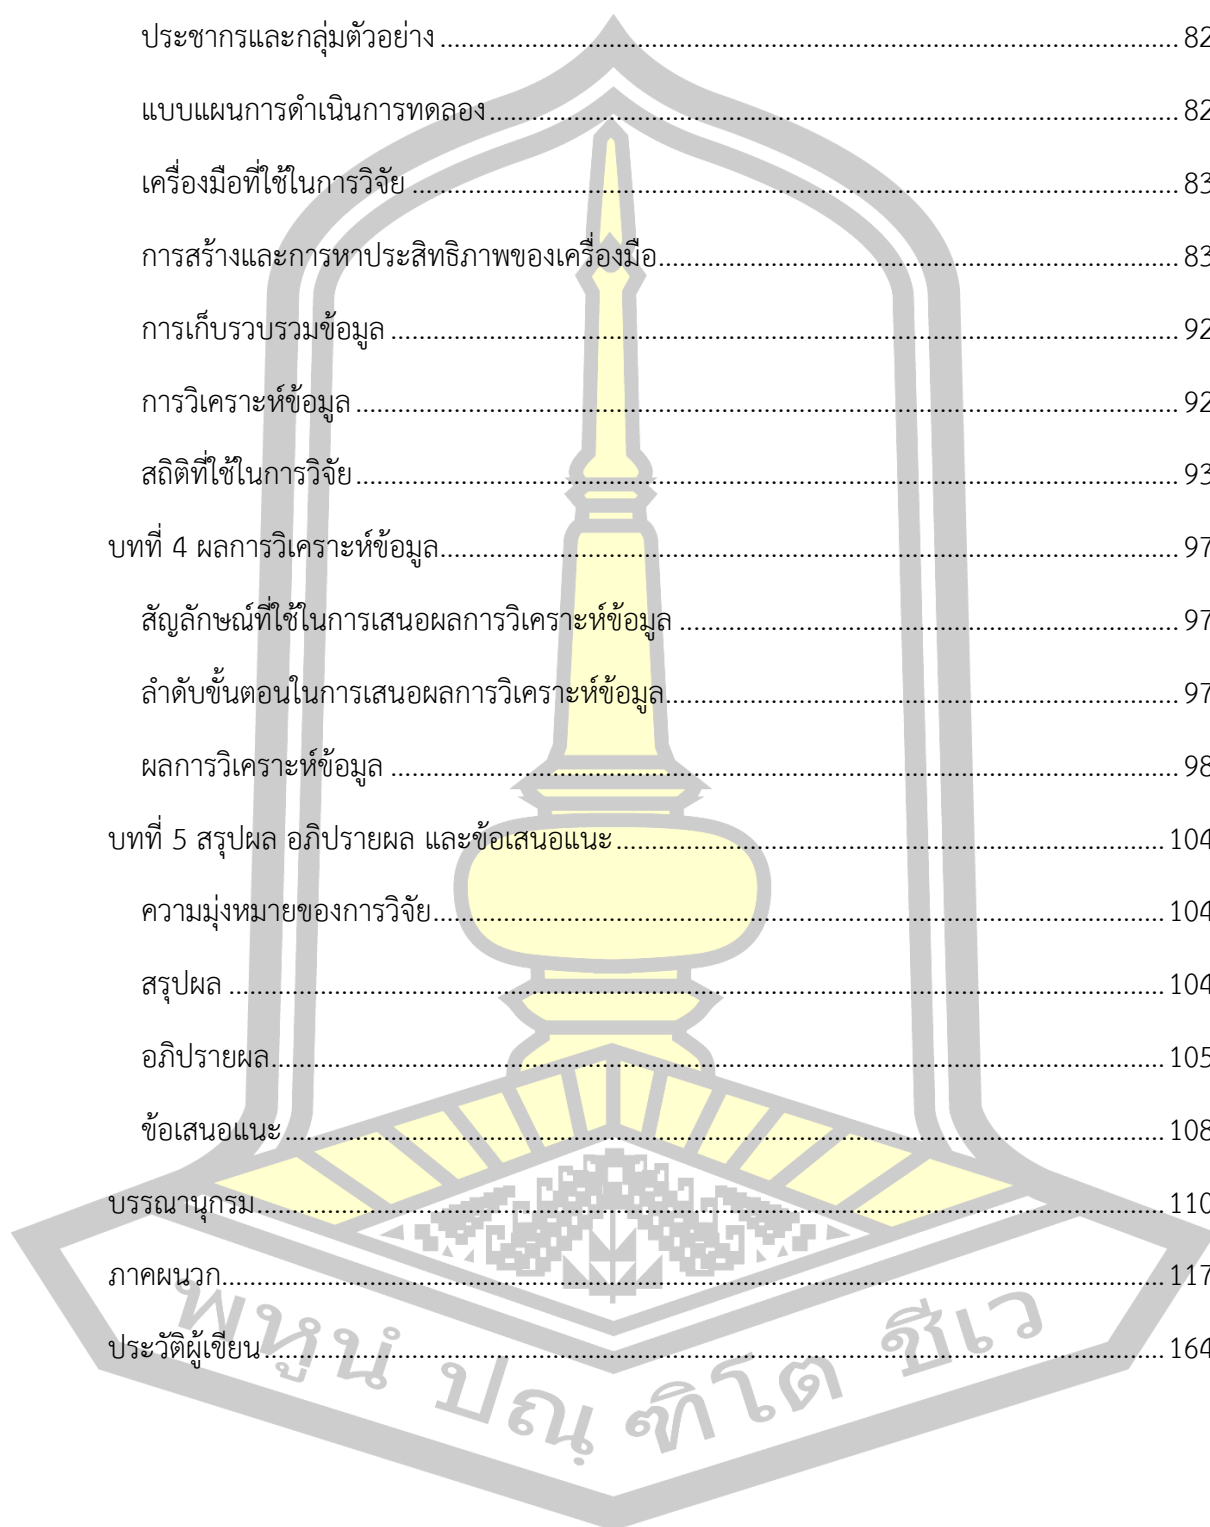 ประชากรและกลุ่มตัวอย่าง ........................................ 82
แบบแผนการดำเนินการทดลอง ........................................ 82
เครื่องมือที่ใช้ในการวิจัย ........................................ 83
การสร้างและการหาประสิทธิภาพของเครื่องมือ ........................................ 83
การเก็บรวบรวมข้อมูล ........................................ 92
การวิเคราะห์ข้อมูล ........................................ 92
สถิติที่ใช้ในการวิจัย ........................................ 93
บทที่ 4 ผลการวิเคราะห์ข้อมูล ........................................ 97
สัญลักษณ์ที่ใช้ในการเสนอผลการวิเคราะห์ข้อมูล ........................................ 97
ลำดับขั้นตอนในการเสนอผลการวิเคราะห์ข้อมูล ........................................ 97
ผลการวิเคราะห์ข้อมูล ........................................ 98
บทที่ 5 สรุปผล อภิปรายผล และข้อเสนอแนะ ........................................ 104
ความมุ่งหมายของการวิจัย ........................................ 104
สรุปผล ........................................ 104
อภิปรายผล ........................................ 105
ข้อเสนอแนะ ........................................ 108
บรรณานุกรม ........................................ 110
ภาคผนวก ........................................ 117
ประวัติผู้เขียน ........................................ 164
พหูนํ ปณฺฑิโต ชีเว